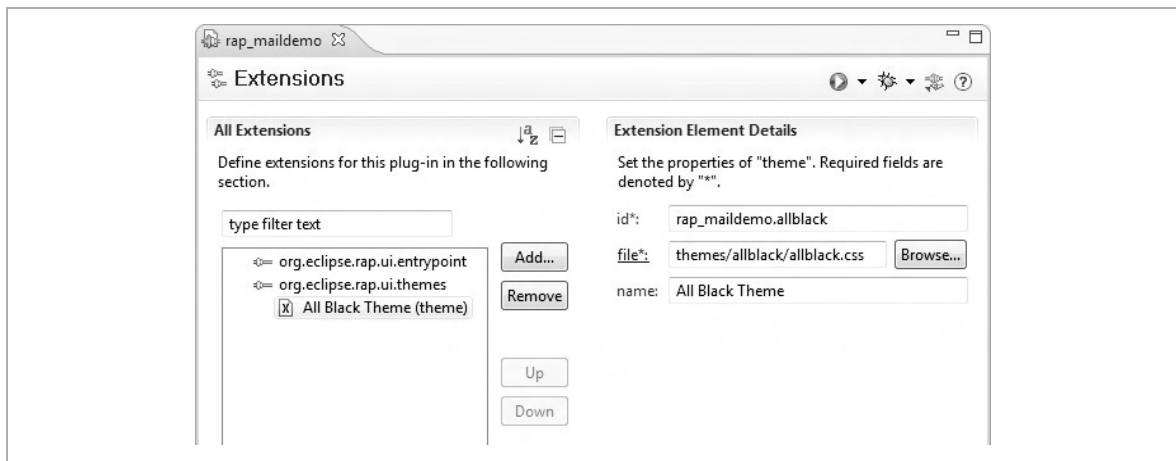 rap_maildemo
Extensions
All Extensions
Define extensions for this plug-in in the following
section.
type filter text
org.eclipse.rap.ui.entrypoint
org.eclipse.rap.ui.themes
All Black Theme (theme)
Add...
Remove
Up
Down
Extension Element Details
Set the properties of "theme". Required fields are
denoted by "*".
id*: rap_maildemo.allblack
file*: themes/allblack/allblack.css Browse...
name: All Black Theme